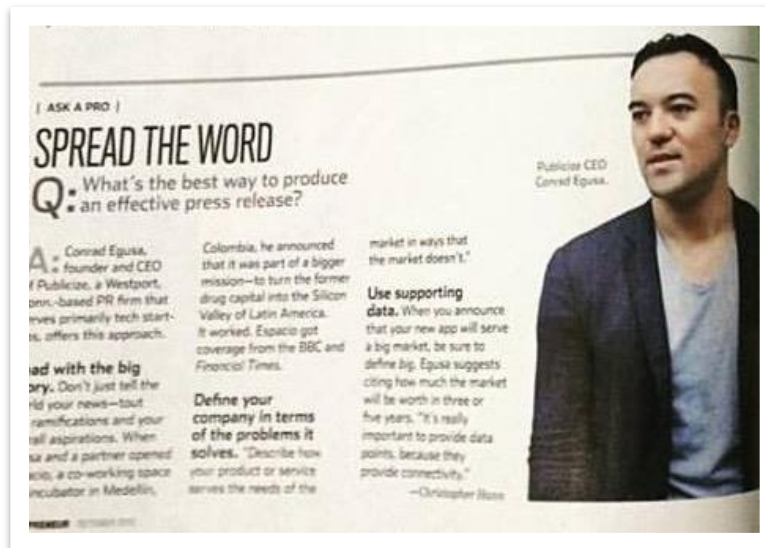 | ASK A PRO |
SPREAD THE WORD
Q: What's the best way to produce
an effective press release?
Publicize CEO
Conrad Egusa.
A: Conrad Egusa,
founder and CEO
f Publicize, a Westport,
onn.-based PR firm that
rves primarily tech start-
s, offers this approach.
ad with the big
ory. Don't just tell the
rld your news—tout
ramifications and your
all aspirations. When
sa and a partner opened
acio, a co-working space
incubator in Medellín,
Colombia, he announced
that it was part of a bigger
mission—to turn the former
drug capital into the Silicon
Valley of Latin America.
It worked. Espacio got
coverage from the BBC and
Financial Times.
Define your
company in terms
of the problems it
solves. "Describe how
your product or service
serves the needs of the
market in ways that
the market doesn't."
Use supporting
data. When you announce
that your new app will serve
a big market, be sure to
define big. Egusa suggests
citing how much the market
will be worth in three or
five years. "It's really
important to provide data
points, because they
provide connectivity."
—Christopher Hann
PRENEUR OCTOBER